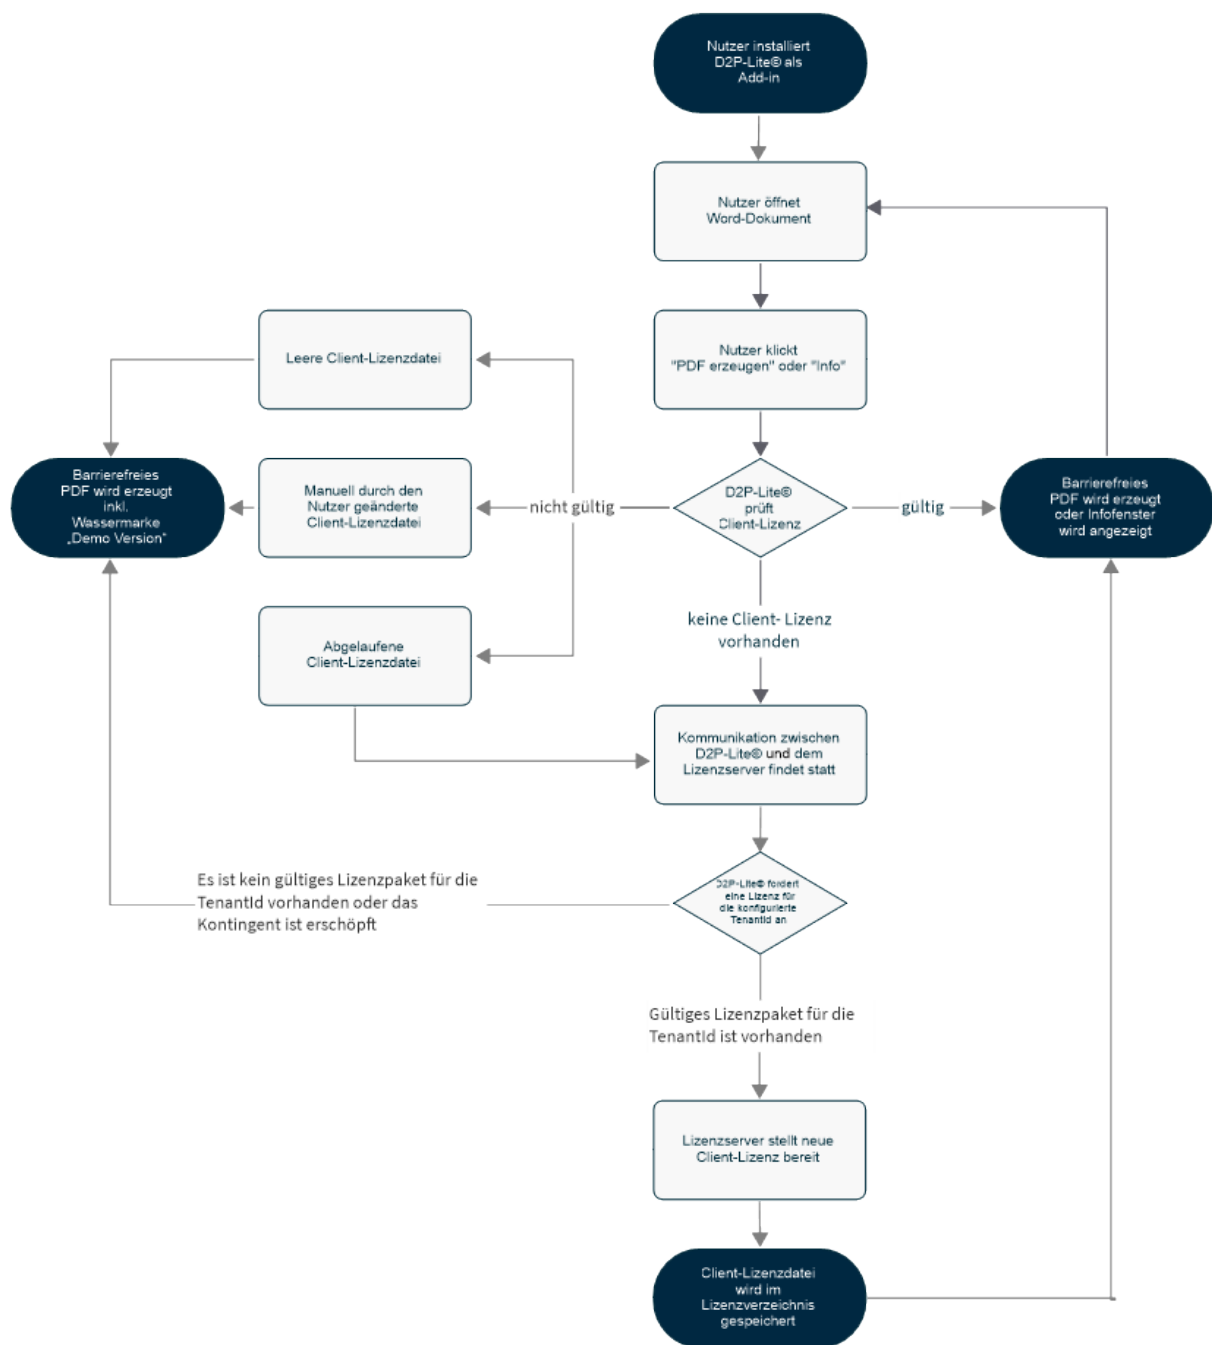 Nutzer installiert
D2P-Lite® als
Add-in
Nutzer öffnet
Word-Dokument
Nutzer klickt
"PDF erzeugen" oder "Info"
Leere Client-Lizenzdatei
Barrierefreies
PDF wird erzeugt
inkl.
Wassermarke
„Demo Version“
Manuell durch den
Nutzer geänderte
Client-Lizenzdatei
nicht gültig
D2P-Lite®
prüft
Client-Lizenz
gültig
Barrierefreies
PDF wird erzeugt
oder Infofenster
wird angezeigt
keine Client- Lizenz
vorhanden
Abgelaufene
Client-Lizenzdatei
Kommunikation zwischen
D2P-Lite® und dem
Lizenzserver findet statt
Es ist kein gültiges Lizenzpaket für die
TenantId vorhanden oder das
Kontingent ist erschöpft
D2P-Lite® fordert
eine Lizenz für
die konfigurierte
TenantId an
Gültiges Lizenzpaket für die
TenantId ist vorhanden
Lizenzserver stellt neue
Client-Lizenz bereit
Client-Lizenzdatei
wird im
Lizenzverzeichnis
gespeichert